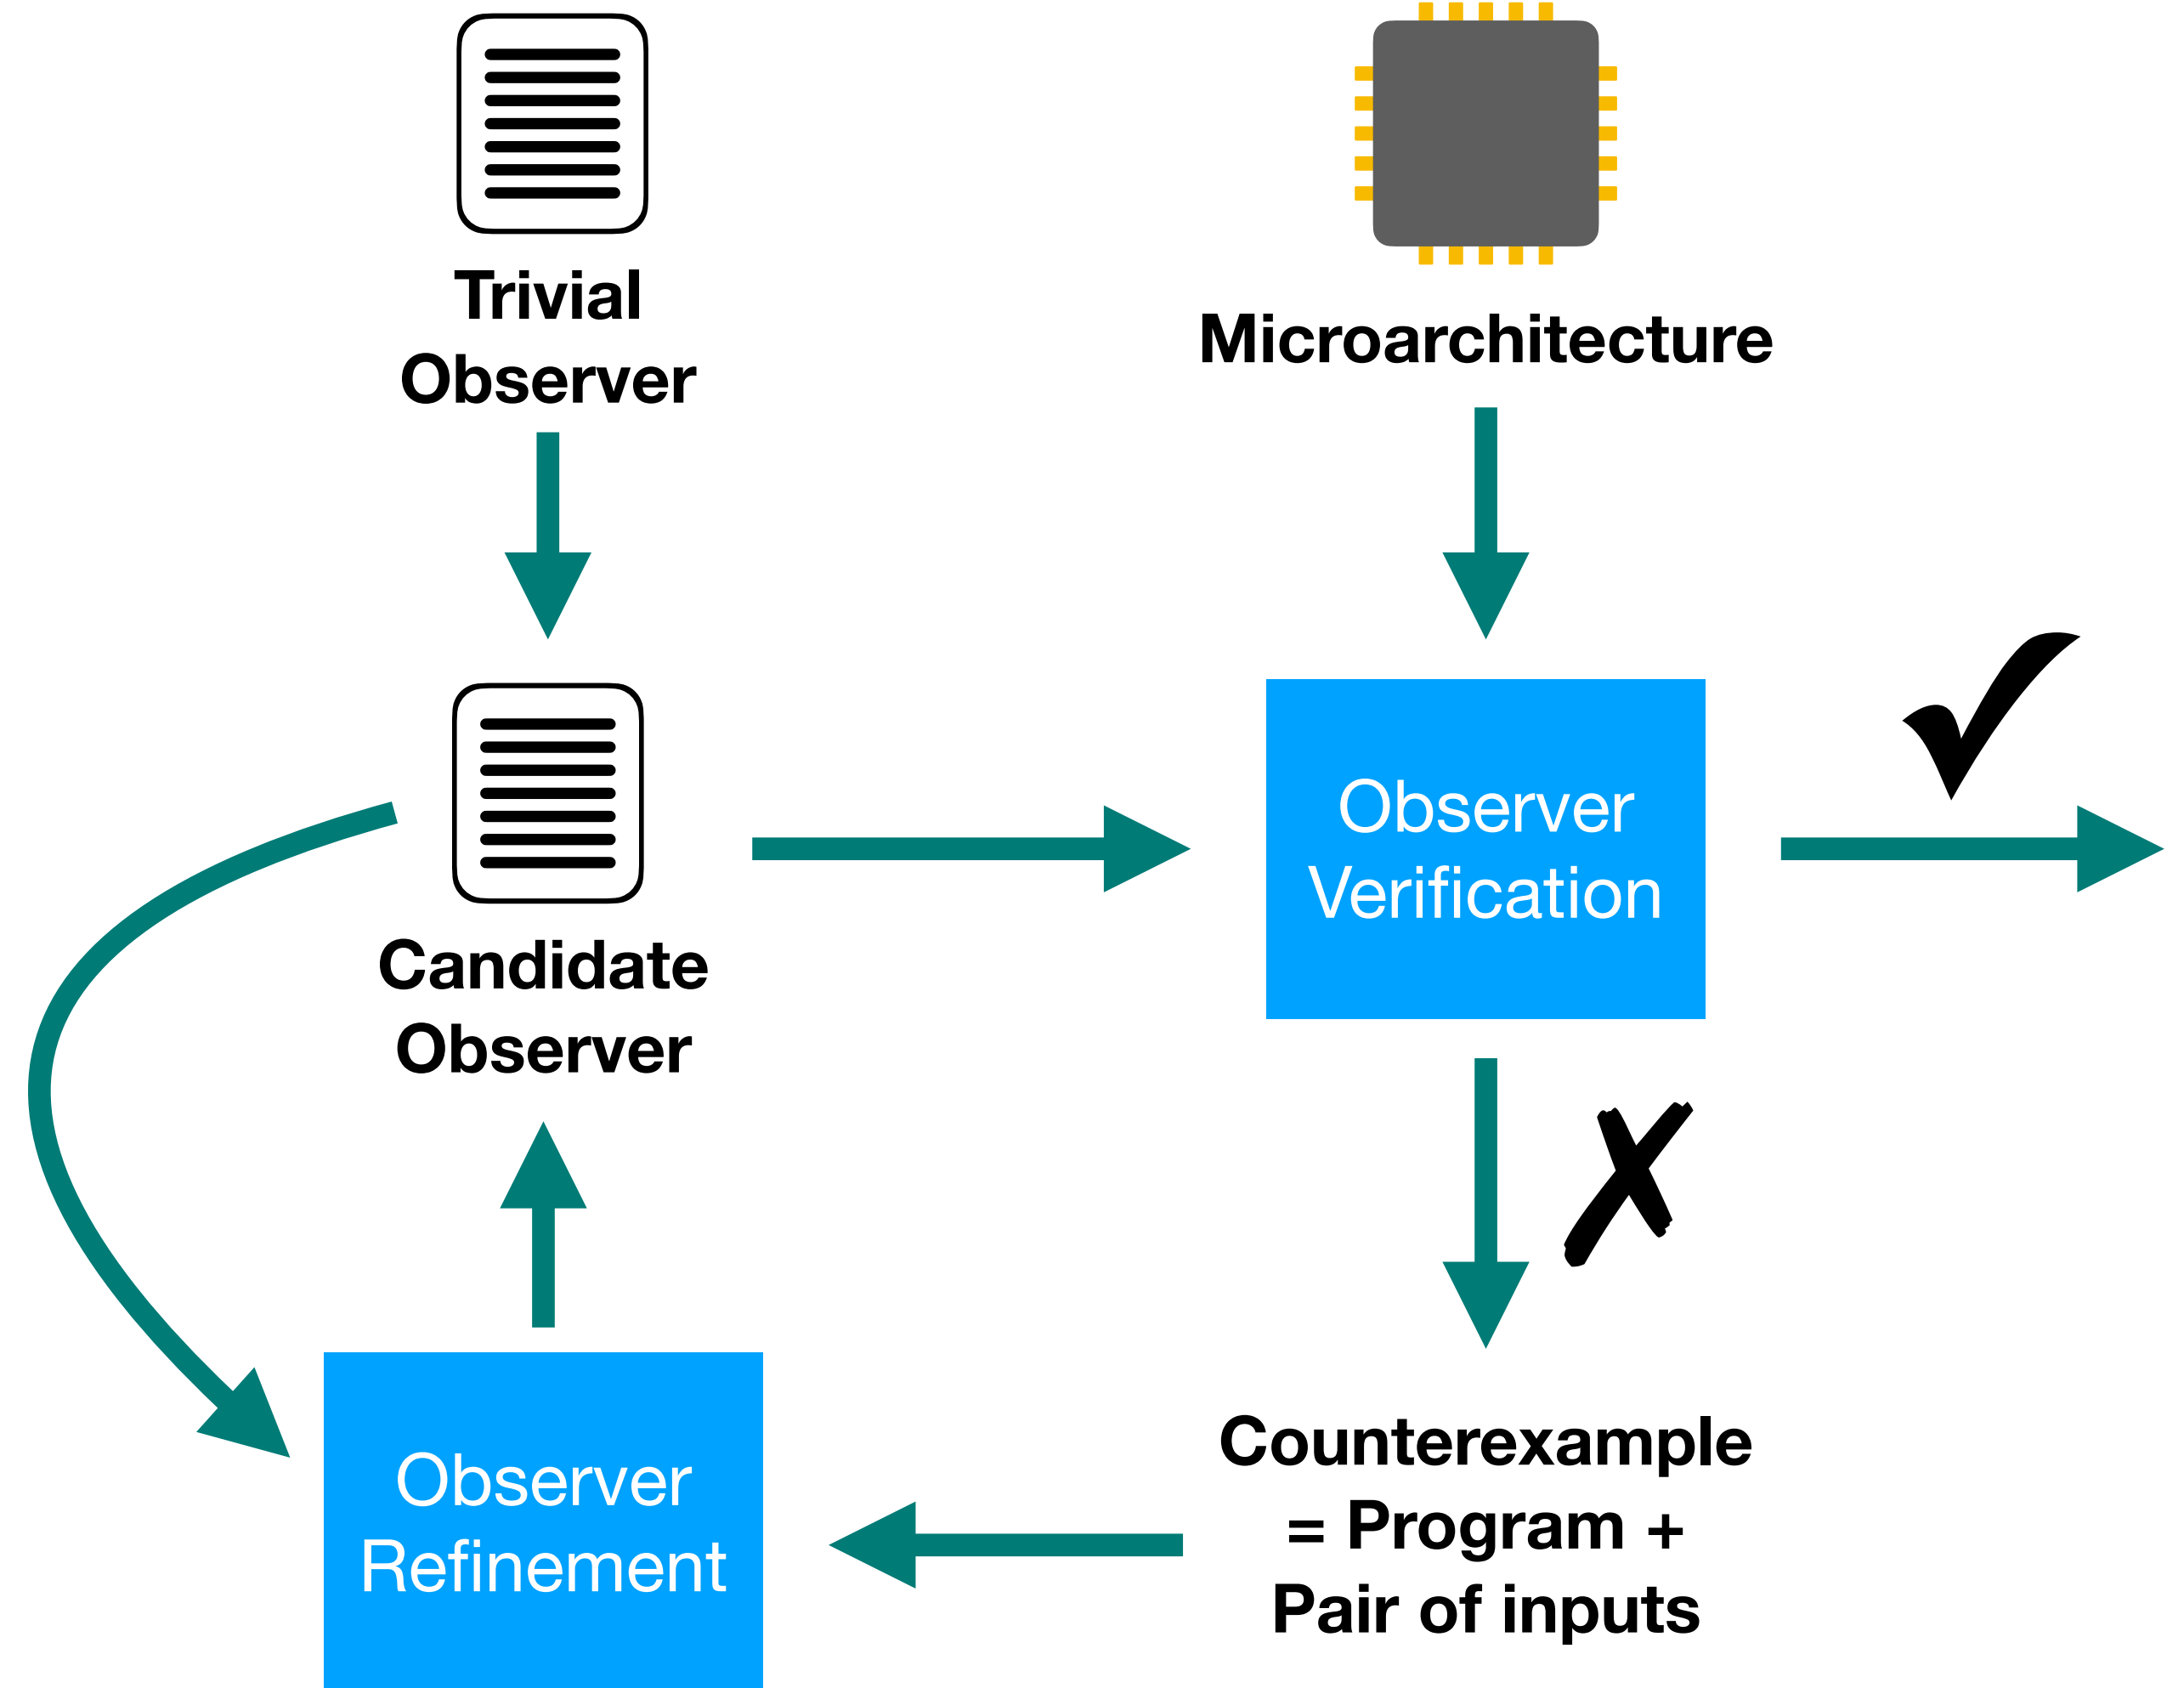 Trivial
Observer
Microarchitecture
Candidate
Observer
Observer
Verification
Observer
Refinement
Counterexample
= Program +
Pair of inputs